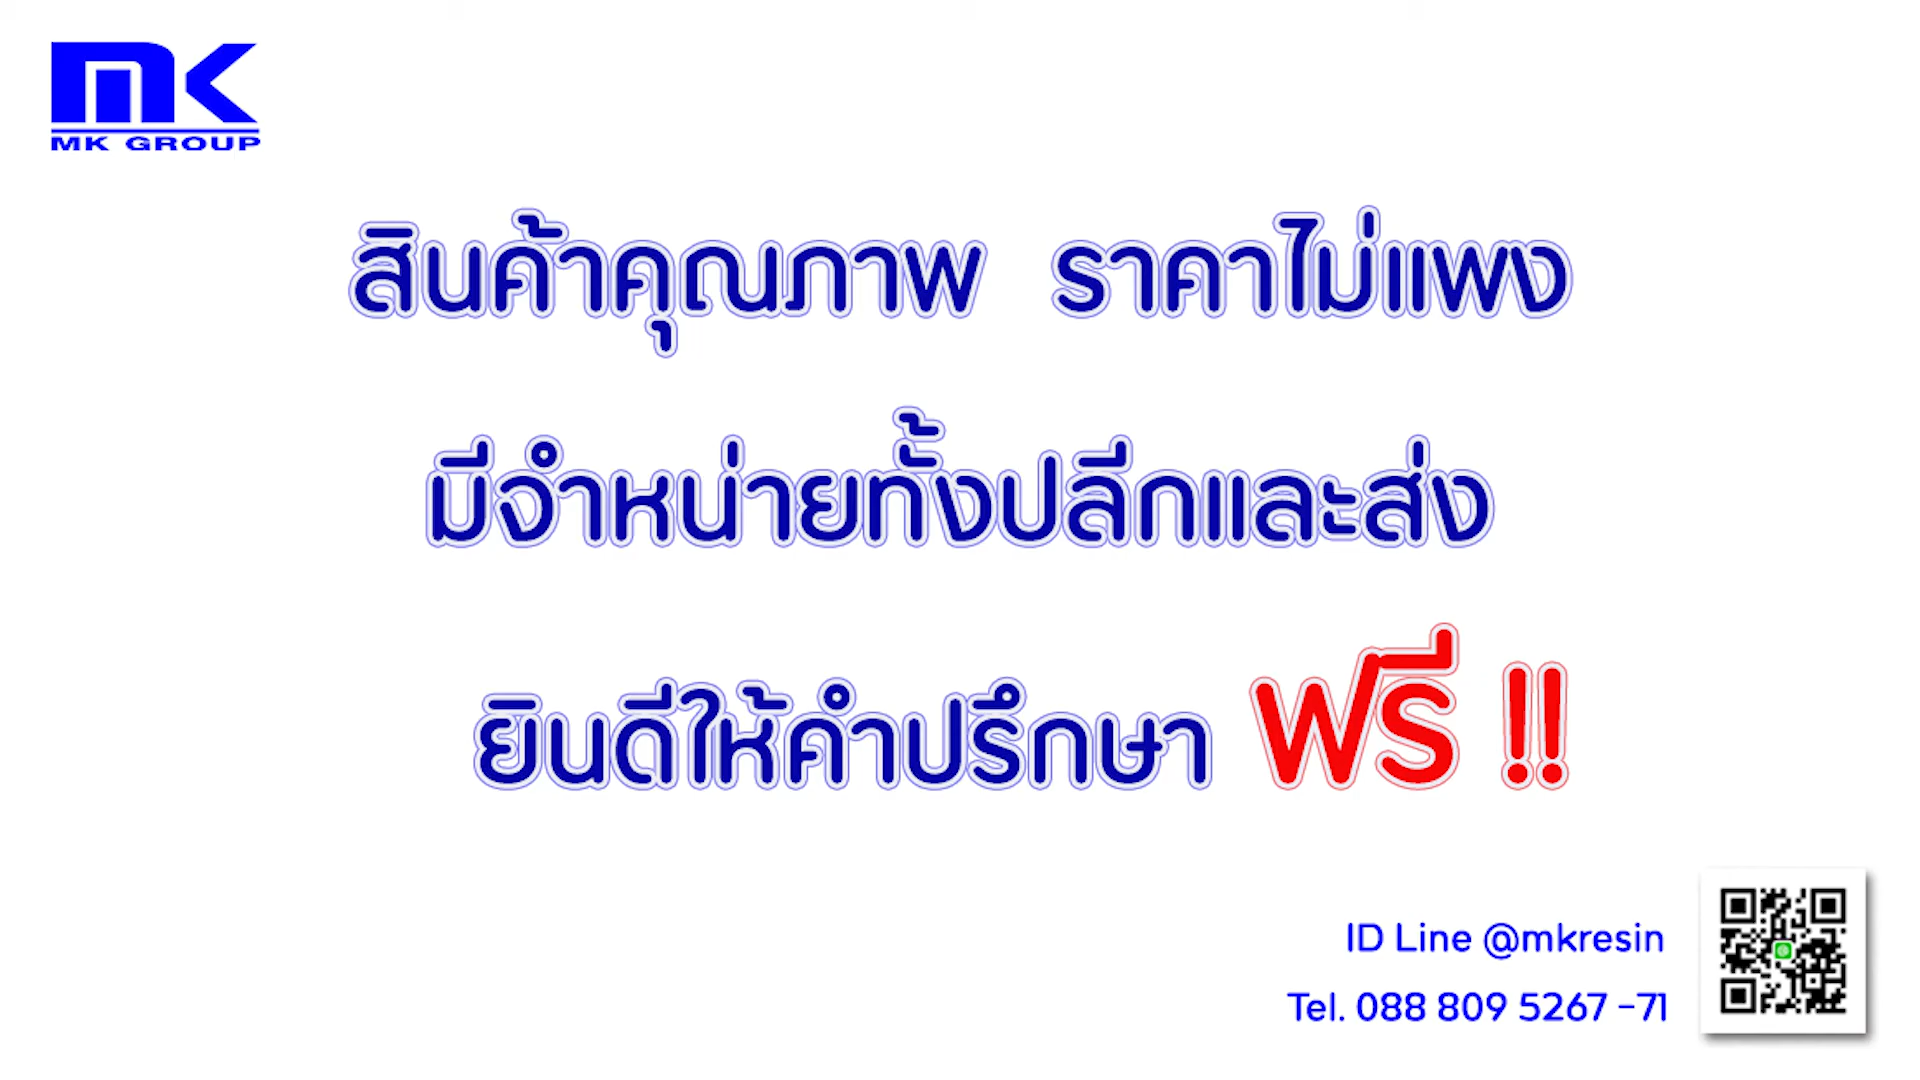 MK
MK GROUP
สินค้าคุณภาพ ราคาไม่แพง
มีจำหน่ายทั้งปลีกและส่ง
ยินดีให้คำปรึกษา ฟรี !!
ID Line @mkresin
Tel. 088 809 5267 -71